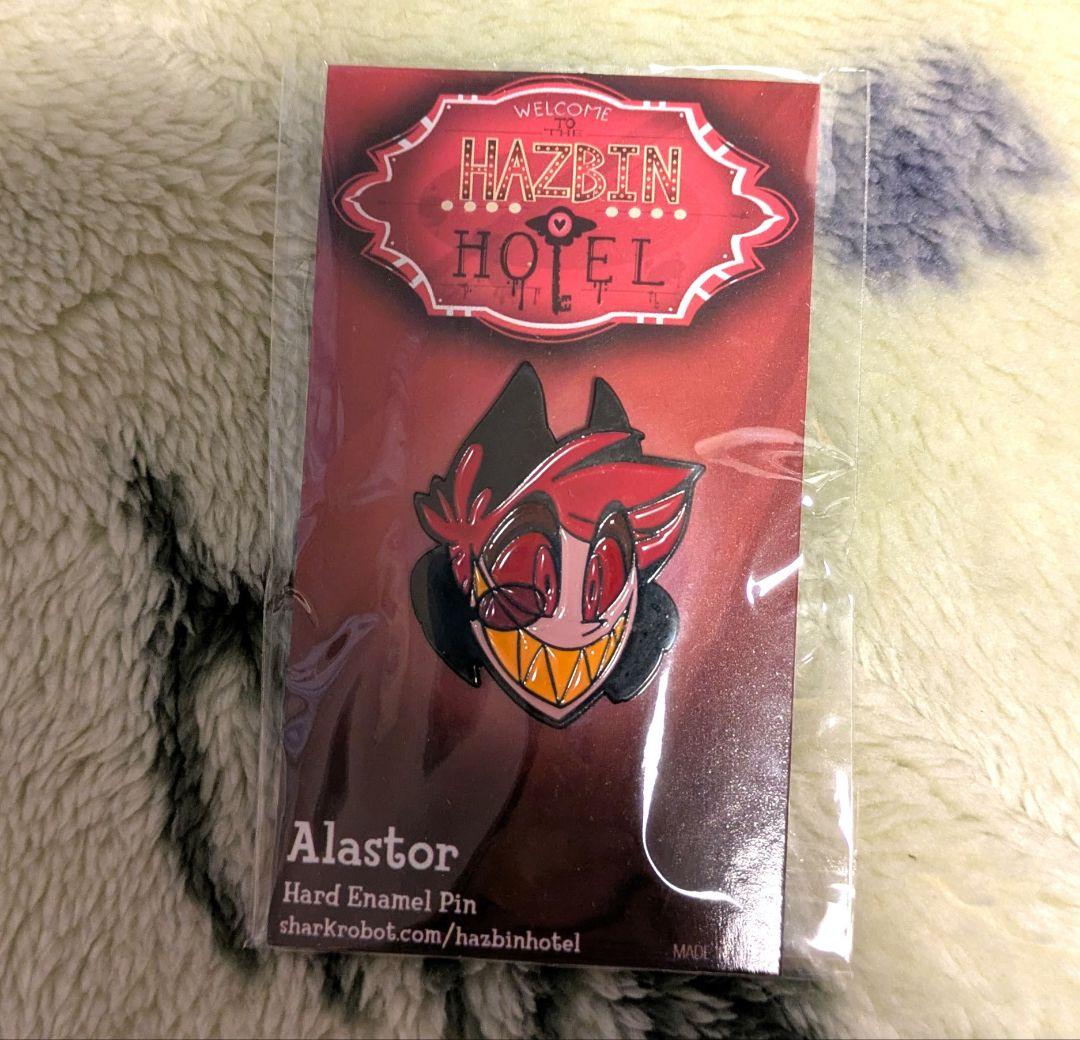 WELCOME
TO
THE
HAZBIN
HOTEL
Alastor
Hard Enamel Pin
sharkrobot.com/hazbinhotel
MADE